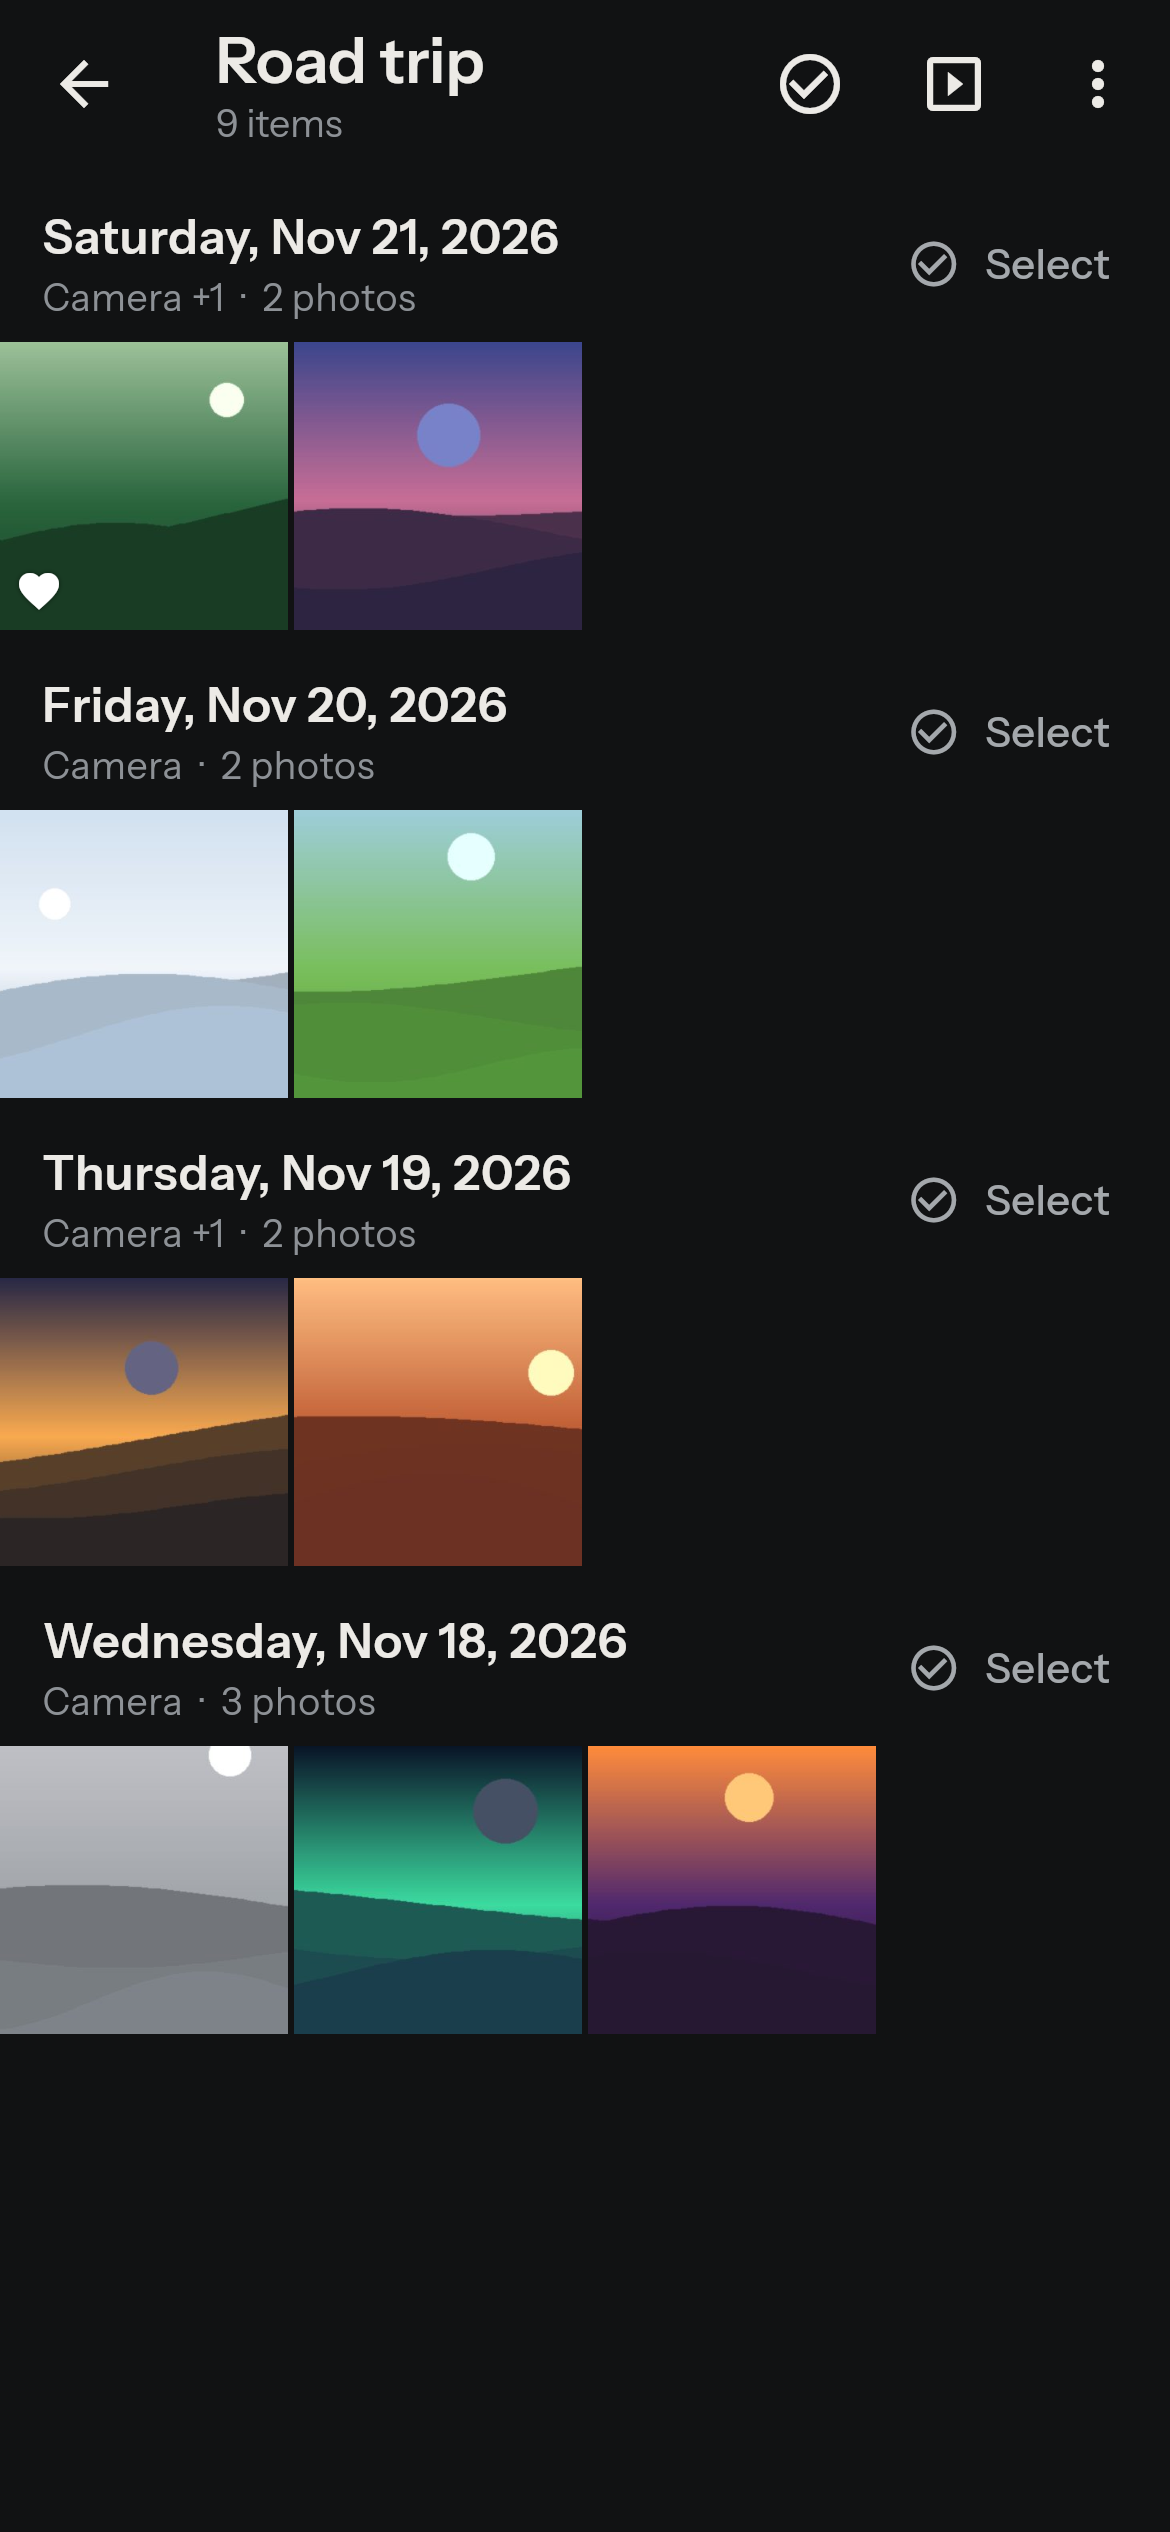 Road trip
9 items
Saturday, Nov 21, 2026
Camera +1 · 2 photos
Select
Friday, Nov 20, 2026
Camera · 2 photos
Select
Thursday, Nov 19, 2026
Camera +1 · 2 photos
Select
Wednesday, Nov 18, 2026
Camera · 3 photos
Select